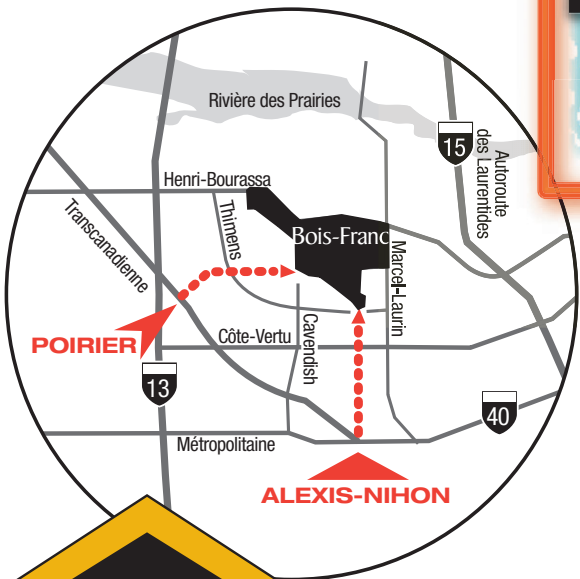 Rivière des Prairies
15
Autoroute
des Laurentides
Henri-Bourassa
Transcanadienne
Thimens
Bois-Franc
Marcel-Laurin
POIRIER
Côte-Vertu
Cavendish
13
40
Métropolitaine
ALEXIS-NIHON